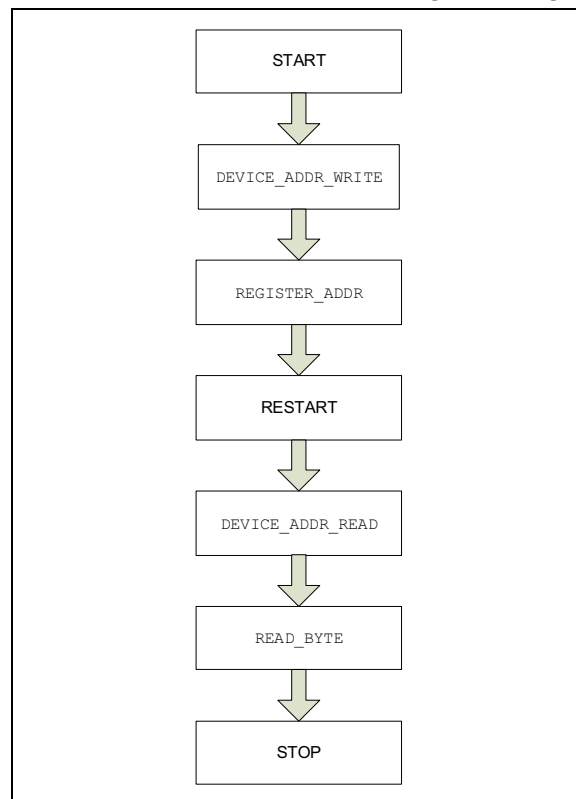 START
DEVICE_ADDR_WRITE
REGISTER_ADDR
RESTART
DEVICE_ADDR_READ
READ_BYTE
STOP